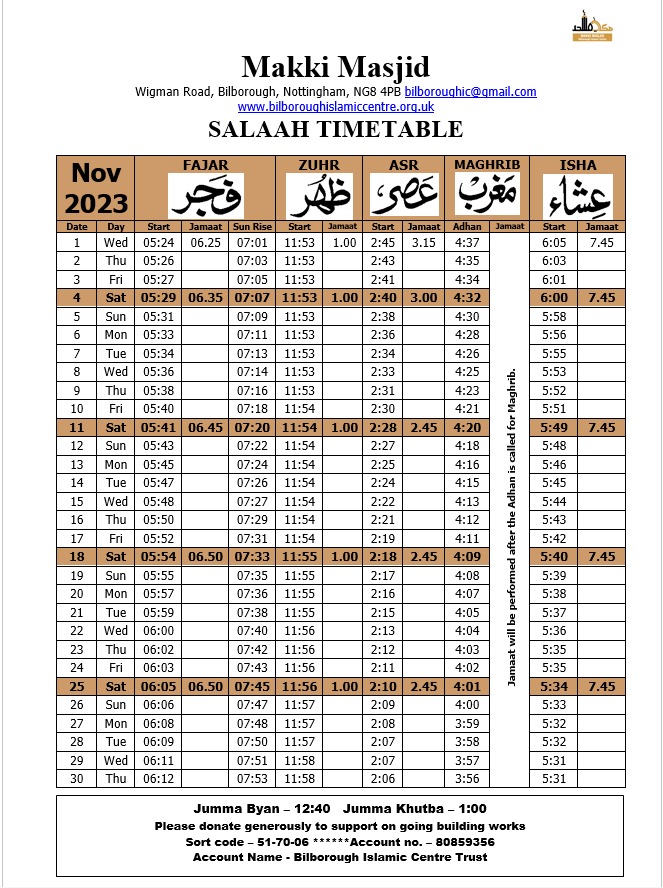 Makki Masjid
Wigman Road, Bilborough, Nottingham, NG8 4PB bilboroughic@gmail.com
www.bilboroughislamiccentre.org.uk
SALAAH TIMETABLE
Nov 2023 FAJAR ZUHR ASR MAGHRIB ISHA
فَجَر ظُهْر عَصَر مَغْرِبْ عِشَاء
Date Day Start Jamaat Sun Rise Start Jamaat Start Jamaat Adhan Jamaat Start Jamaat
1 Wed 05:24 06.25 07:01 11:53 1.00 2:45 3.15 4:37 6:05 7.45
2 Thu 05:26 07:03 11:53 2:43 4:35 6:03
3 Fri 05:27 07:05 11:53 2:41 4:34 6:01
4 Sat 05:29 06.35 07:07 11:53 1.00 2:40 3.00 4:32 6:00 7.45
5 Sun 05:31 07:09 11:53 2:38 4:30 5:58
6 Mon 05:33 07:11 11:53 2:36 4:28 5:56
7 Tue 05:34 07:13 11:53 2:34 4:26 5:55
8 Wed 05:36 07:14 11:53 2:33 4:25 5:53
9 Thu 05:38 07:16 11:53 2:31 4:23 5:52
10 Fri 05:40 07:18 11:54 2:30 4:21 5:51
11 Sat 05:41 06.45 07:20 11:54 1.00 2:28 2.45 4:20 5:49 7.45
12 Sun 05:43 07:22 11:54 2:27 4:18 5:48
13 Mon 05:45 07:24 11:54 2:25 4:16 5:46
14 Tue 05:47 07:26 11:54 2:24 4:15 5:45
15 Wed 05:48 07:27 11:54 2:22 4:13 5:44
16 Thu 05:50 07:29 11:54 2:21 4:12 5:43
17 Fri 05:52 07:31 11:54 2:19 4:11 5:42
18 Sat 05:54 06.50 07:33 11:55 1.00 2:18 2.45 4:09 5:40 7.45
19 Sun 05:55 07:35 11:55 2:17 4:08 5:39
20 Mon 05:57 07:36 11:55 2:16 4:07 5:38
21 Tue 05:59 07:38 11:55 2:15 4:05 5:37
22 Wed 06:00 07:40 11:56 2:13 4:04 5:36
23 Thu 06:02 07:42 11:56 2:12 4:03 5:35
24 Fri 06:03 07:43 11:56 2:11 4:02 5:35
25 Sat 06:05 06.50 07:45 11:56 1.00 2:10 2.45 4:01 5:34 7.45
26 Sun 06:06 07:47 11:57 2:09 4:00 5:33
27 Mon 06:08 07:48 11:57 2:08 3:59 5:32
28 Tue 06:09 07:50 11:57 2:07 3:58 5:32
29 Wed 06:11 07:51 11:58 2:07 3:57 5:31
30 Thu 06:12 07:53 11:58 2:06 3:56 5:31
Jamaat will be performed after the Adhan is called for Maghrib.
Jumma Byan – 12:40 Jumma Khutba – 1:00
Please donate generously to support on going building works
Sort code – 51-70-06 ******Account no. – 80859356
Account Name - Bilborough Islamic Centre Trust